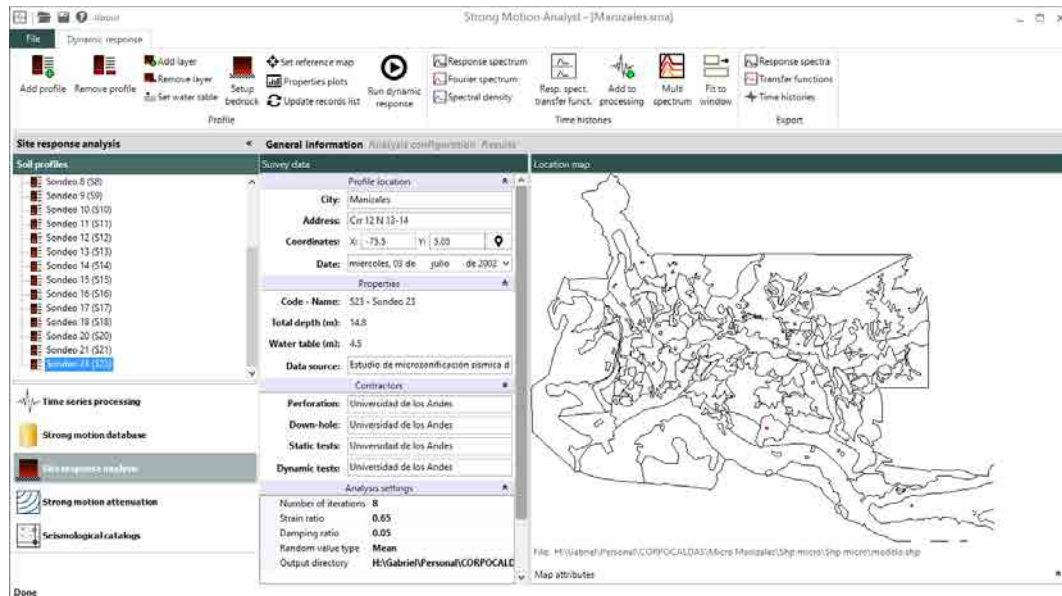 About
Strong Motion Analyst - [Manizales.sma]
File
Dynamic response
Add profile
Remove profile
Add layer
Remove layer
Set water table
Setup bedrock
Set reference map
Properties plots
Update records list
Run dynamic response
Profile
Response spectrum
Fourier spectrum
Spectral density
Resp. spect. transfer funct.
Add to processing
Multi spectrum
Fit to window
Time histories
Response spectra
Transfer functions
Time histories
Export
Site response analysis
«
General information Analysis configuration Results
Soil profiles
Sondeo 8 (S8)
Sondeo 9 (S9)
Sondeo 10 (S10)
Sondeo 11 (S11)
Sondeo 12 (S12)
Sondeo 13 (S13)
Sondeo 14 (S14)
Sondeo 15 (S15)
Sondeo 16 (S16)
Sondeo 17 (S17)
Sondeo 18 (S18)
Sondeo 20 (S20)
Sondeo 21 (S21)
Sondeo 23 (S23)
Time series processing
Strong motion database
Site response analysis
Strong motion attenuation
Seismological catalogs
Done
Survey data
Profile location
City: Manizales
Address: Crr 12 N 13-14
Coordinates: X: -75.5 Y: 5.05
Date: miércoles, 03 de julio de 2002
Properties
Code - Name: S23 - Sondeo 23
Total depth (m): 14.8
Water table (m): 4.5
Data source: Estudio de microzonificación sísmica d
Contractors
Perforation: Universidad de los Andes
Down-hole: Universidad de los Andes
Static tests: Universidad de los Andes
Dynamic tests: Universidad de los Andes
Analysis settings
Number of iterations 8
Strain ratio 0.65
Damping ratio 0.05
Random value type Mean
Output directory H:\Gabriel\Personal\CORPOCALD
Location map
File: H:\Gabriel\Personal\CORPOCALDAS\Micro Manizales\Shp micro\Shp micro\modelo.shp
Map attributes